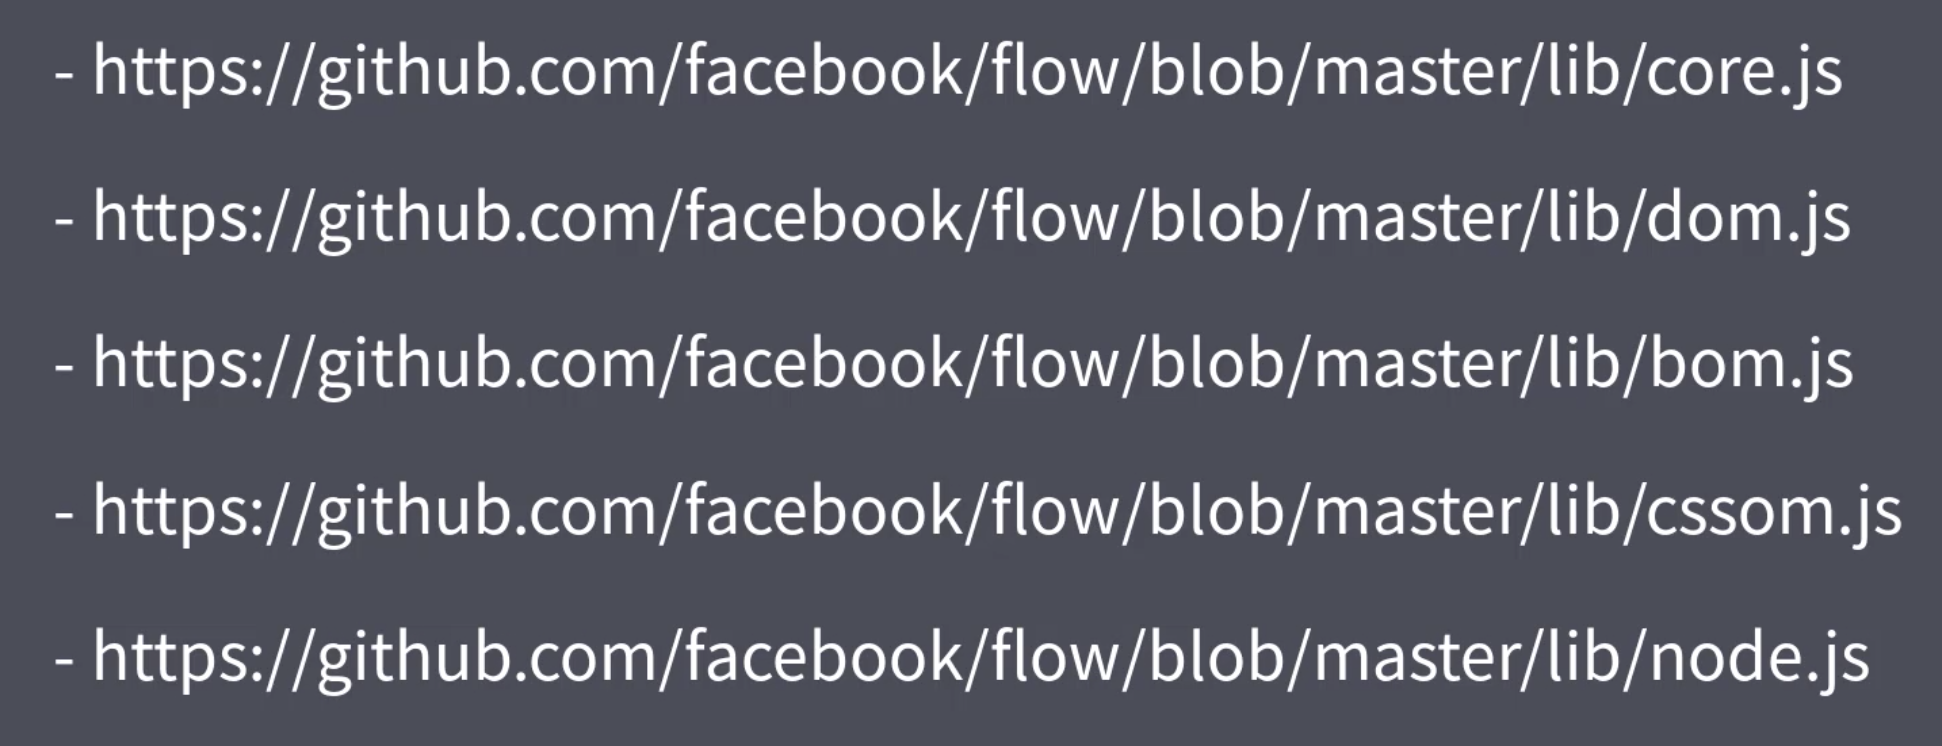 - https://github.com/facebook/flow/blob/master/lib/core.js
- https://github.com/facebook/flow/blob/master/lib/dom.js
- https://github.com/facebook/flow/blob/master/lib/bom.js
- https://github.com/facebook/flow/blob/master/lib/cssom.js
- https://github.com/facebook/flow/blob/master/lib/node.js